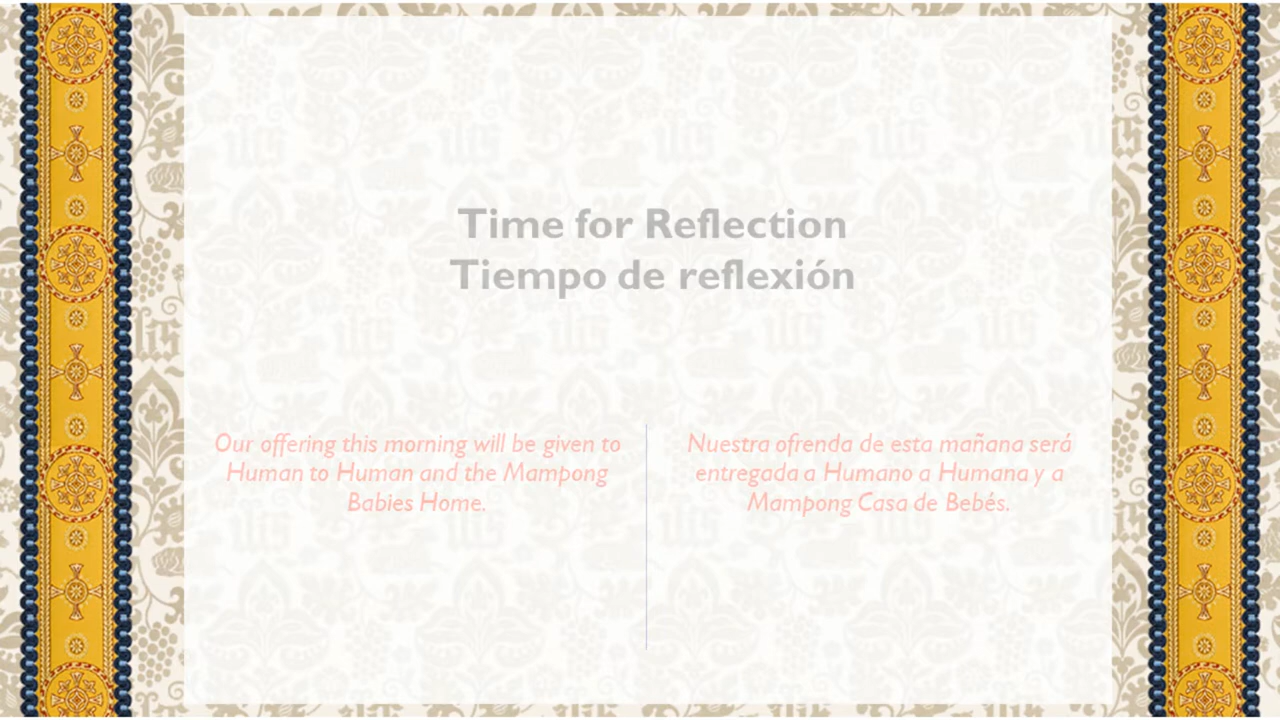 Time for Reflection
Tiempo de reflexión
Our offering this morning will be given to
Human to Human and the Mampong
Babies Home.
Nuestra ofrenda de esta mañana será
entregada a Humano a Humana y a
Mampong Casa de Bebés.